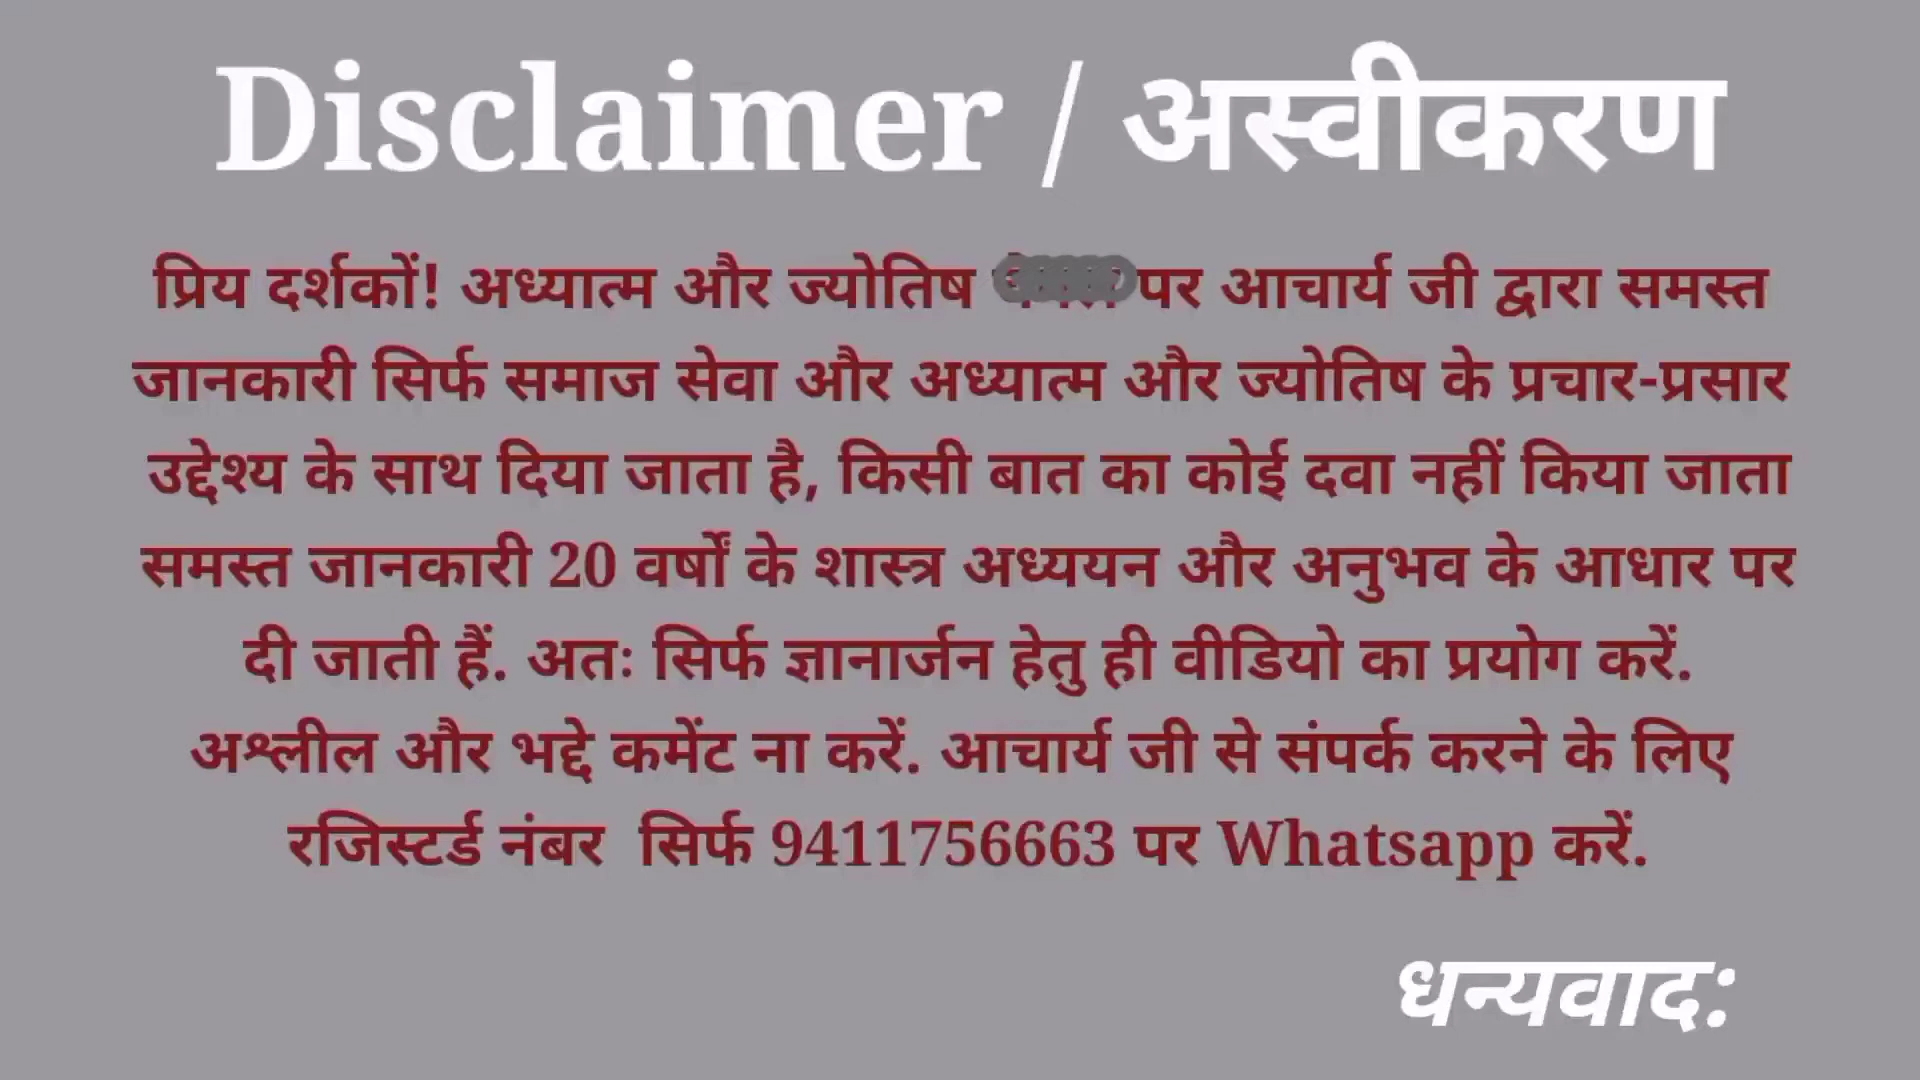 Disclaimer / अस्वीकरण
प्रिय दर्शकों! अध्यात्म और ज्योतिष पर आचार्य जी द्वारा समस्त
जानकारी सिर्फ समाज सेवा और अध्यात्म और ज्योतिष के प्रचार-प्रसार
उद्देश्य के साथ दिया जाता है, किसी बात का कोई दवा नहीं किया जाता
समस्त जानकारी 20 वर्षों के शास्त्र अध्ययन और अनुभव के आधार पर
दी जाती हैं. अतः सिर्फ ज्ञानार्जन हेतु ही वीडियो का प्रयोग करें.
अश्लील और भद्दे कमेंट ना करें. आचार्य जी से संपर्क करने के लिए
रजिस्टर्ड नंबर  सिर्फ 9411756663 पर Whatsapp करें.
धन्यवाद: